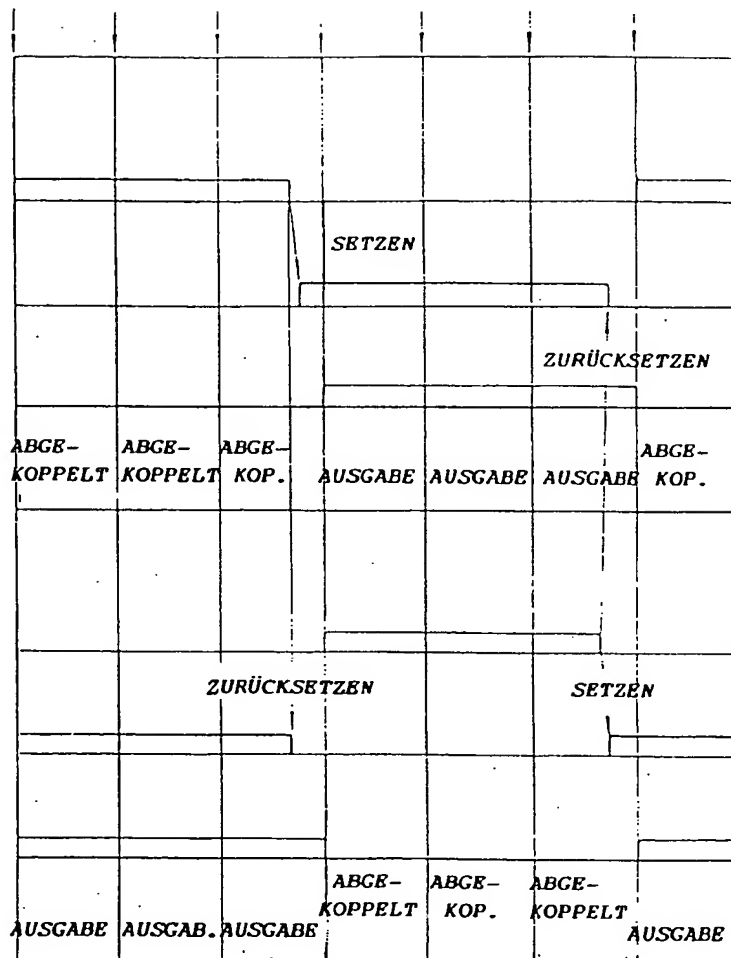 SETZEN
ZURÜCKSETZEN
ABGE- ABGE- ABGE- ABGE-
KOPPELT KOPPELT KOP. AUSGABE AUSGABE AUSGABE KOP.
ZURÜCKSETZEN SETZEN
ABGE- ABGE- ABGE-
KOPPELT KOP. KOPPELT
AUSGABE AUSGAB. AUSGABE AUSGABE